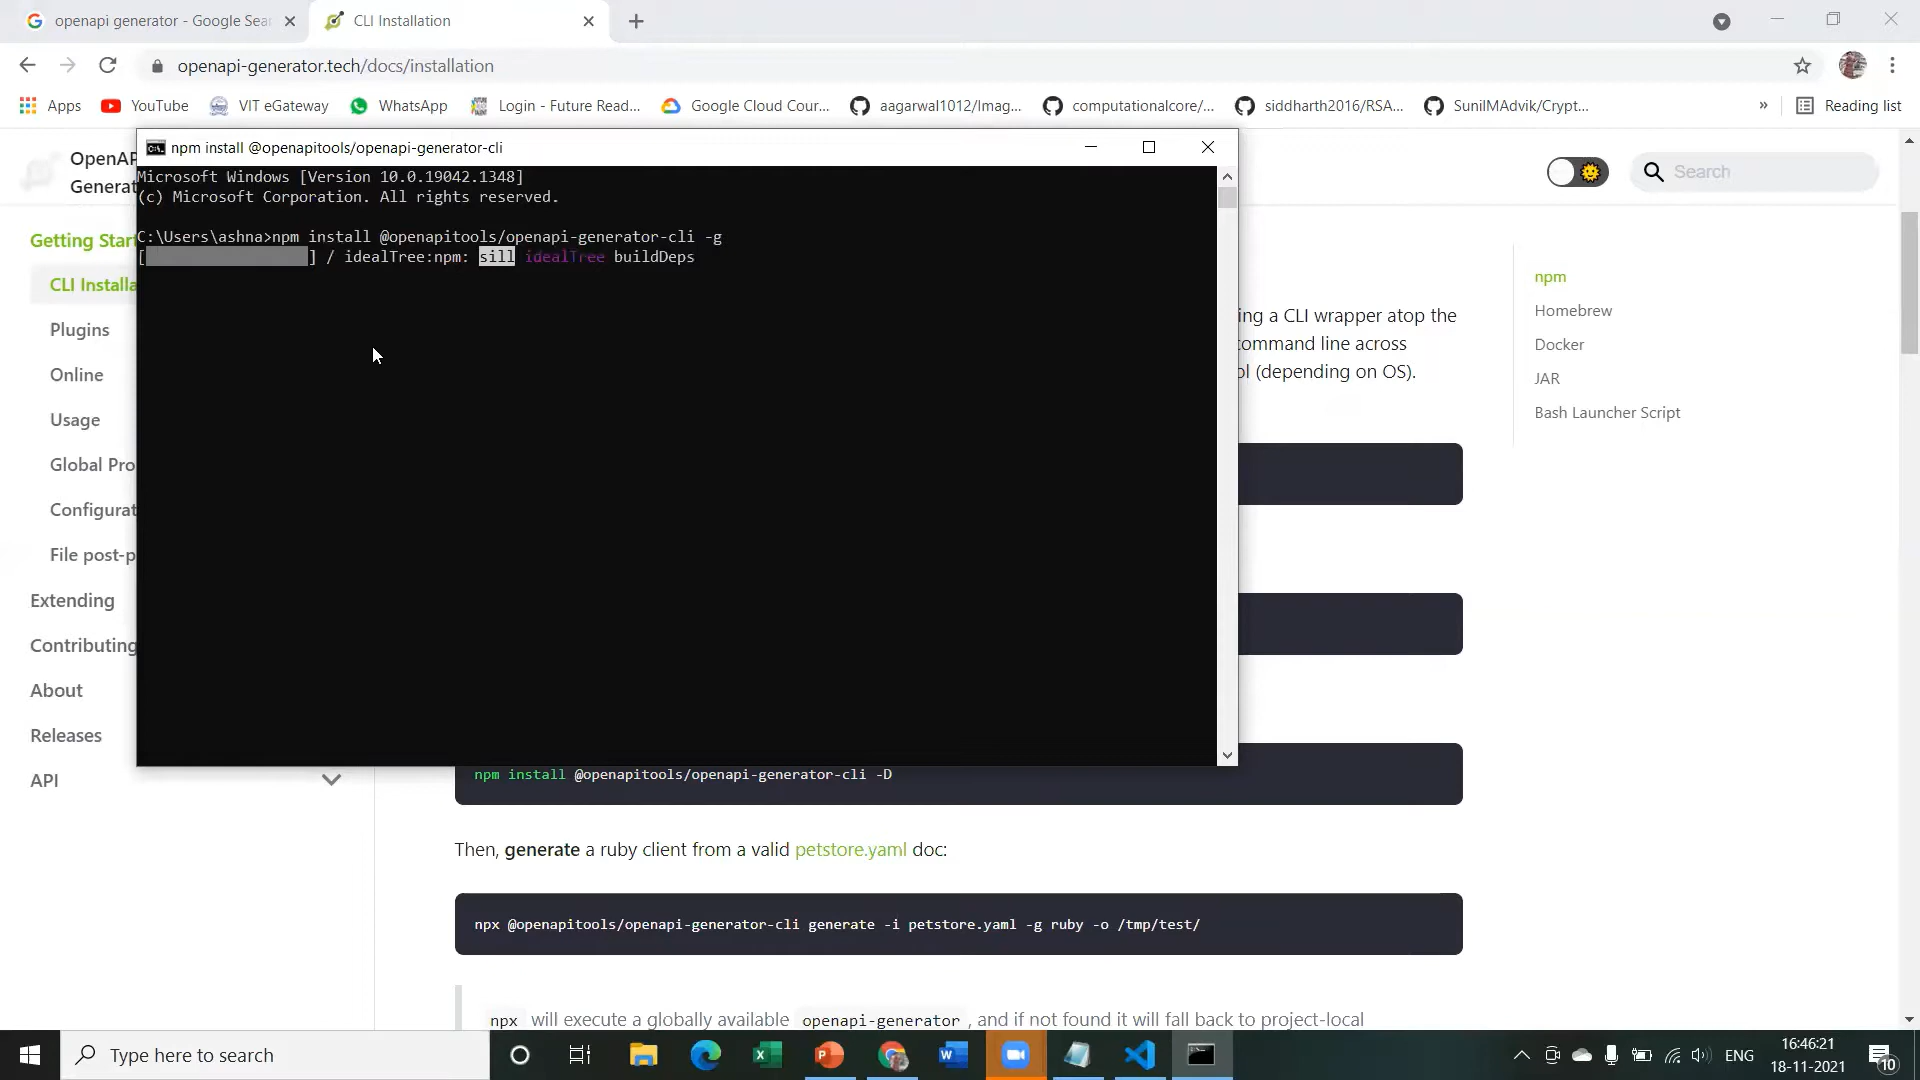 openapi generator - Google Sea
CLI Installation
openapi-generator.tech/docs/installation
Apps
YouTube
VIT eGateway
WhatsApp
Login - Future Read...
Google Cloud Cour...
aagarwal1012/Imag...
computationalcore/...
siddharth2016/RSA...
SunilMAdvik/Crypt...
»
Reading list
npm install @openapitools/openapi-generator-cli
Microsoft Windows [Version 10.0.19042.1348]
(c) Microsoft Corporation. All rights reserved.
C:\Users\ashna>npm install @openapitools/openapi-generator-cli -g
[                  ] / idealTree:npm: sill idealTree buildDeps
OpenAP
Genera
Search
Getting Star
CLI Installa
Plugins
Online
Usage
Global Pro
Configurat
File post-p
Extending
Contributing
About
Releases
API
ing a CLI wrapper atop the
command line across
ol (depending on OS).
npm
Homebrew
Docker
JAR
Bash Launcher Script
npm install @openapitools/openapi-generator-cli -D
Then, generate a ruby client from a valid petstore.yaml doc:
npx @openapitools/openapi-generator-cli generate -i petstore.yaml -g ruby -o /tmp/test/
npx will execute a globally available openapi-generator , and if not found it will fall back to project-local
Type here to search
ENG
16:46:21
18-11-2021
10